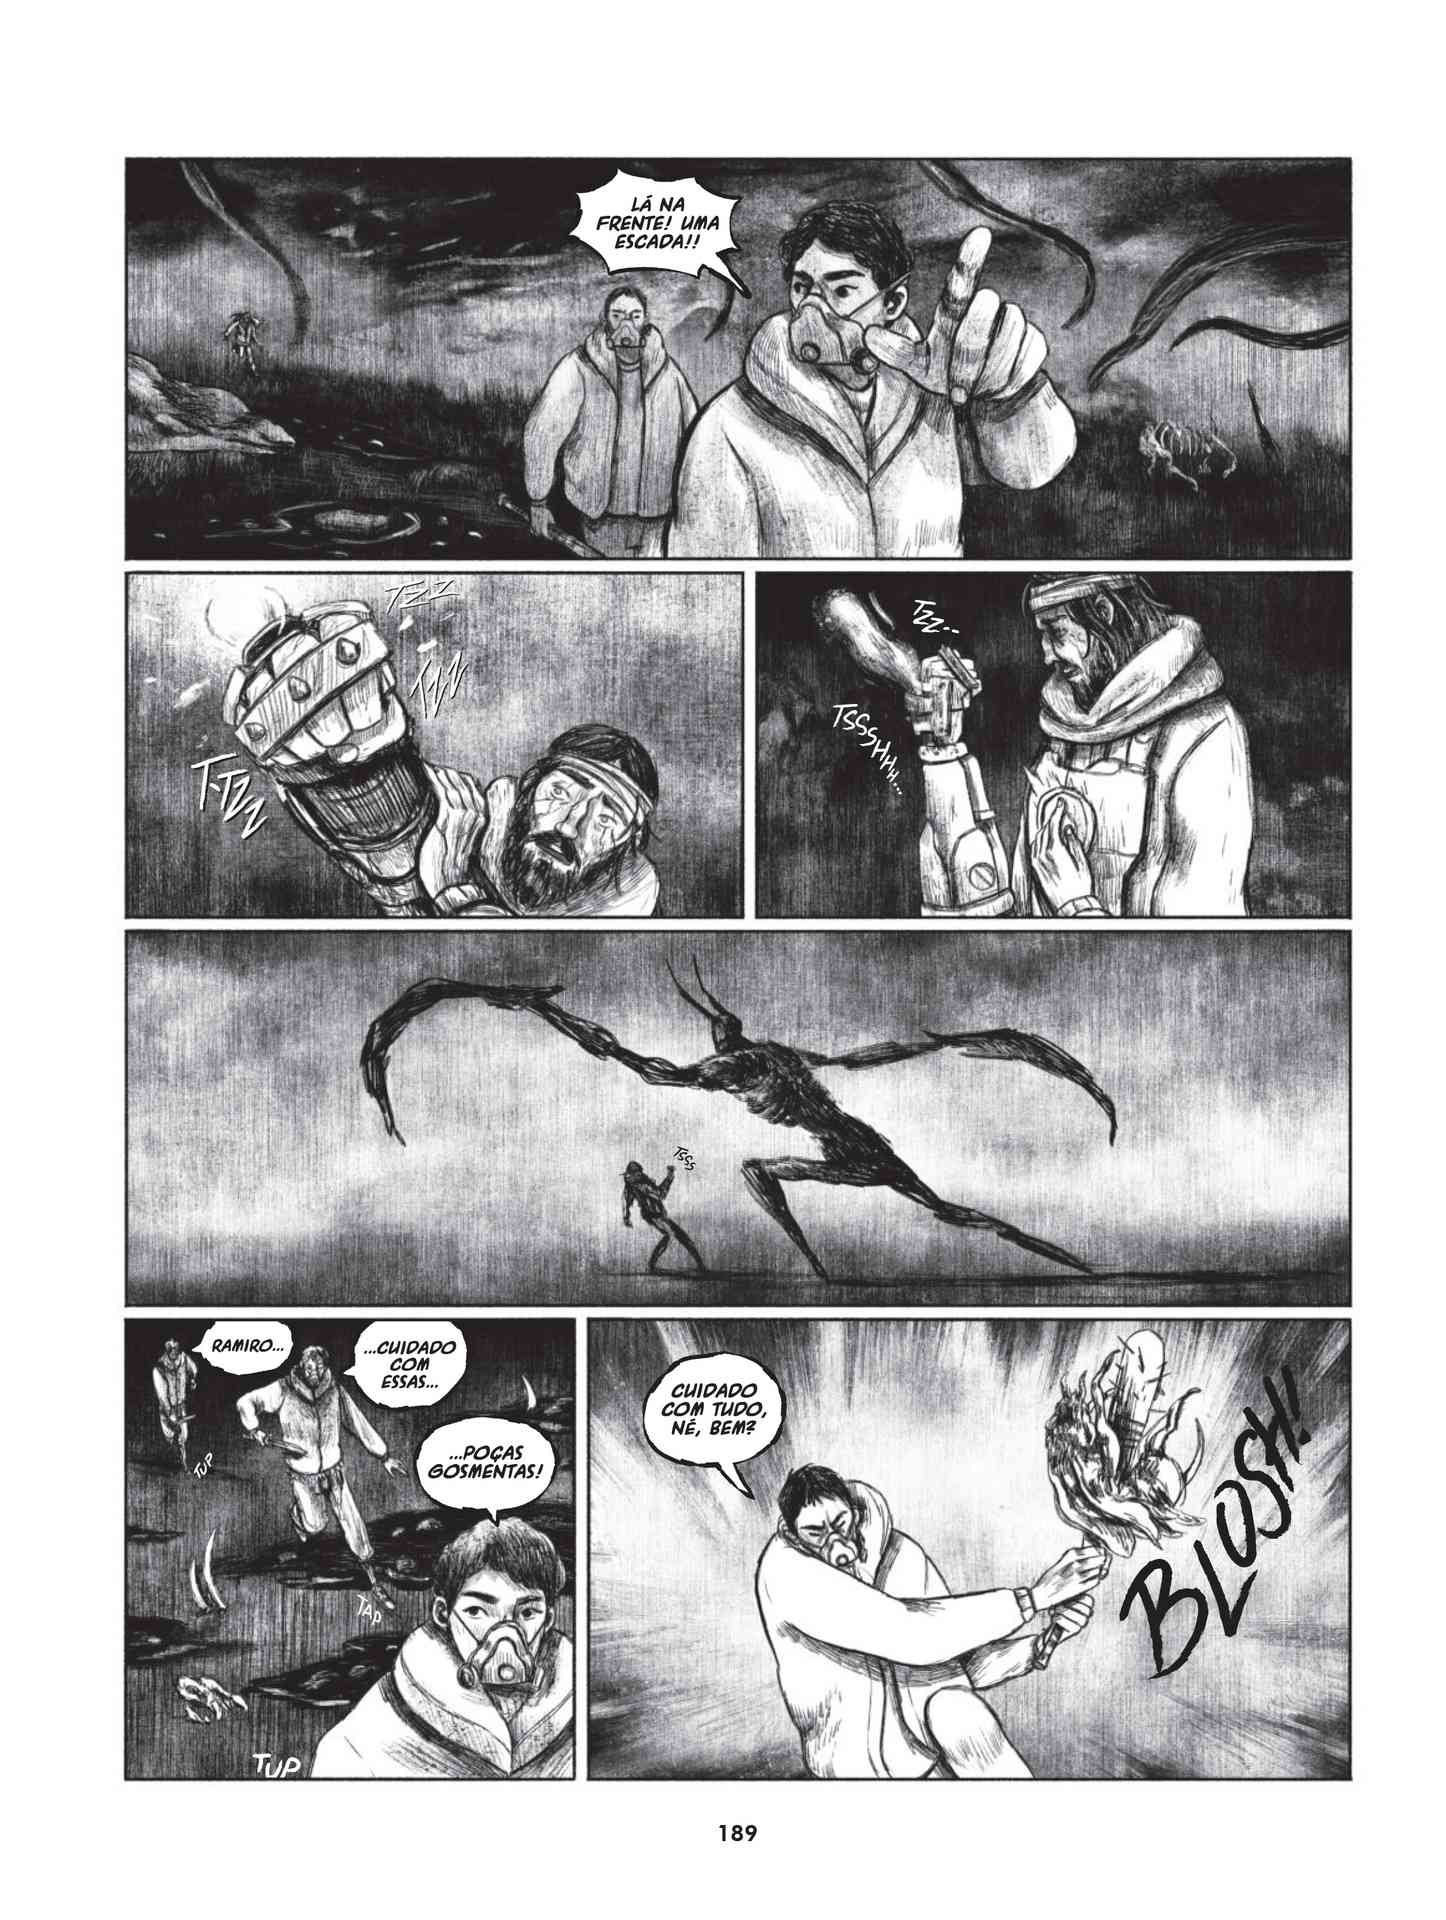 LÁ NA
FRENTE! UMA
ESCADA!!
TZZ
TZZ
T-TZZ
TZZ--
TSSSHHH...
TSSS
RAMIRO...
...CUIDADO
COM
ESSAS...
...POÇAS
GOSMENTAS!
TUP
TAP
TUP
CUIDADO
COM TUDO,
NÉ, BEM?
BLOSH!!
189